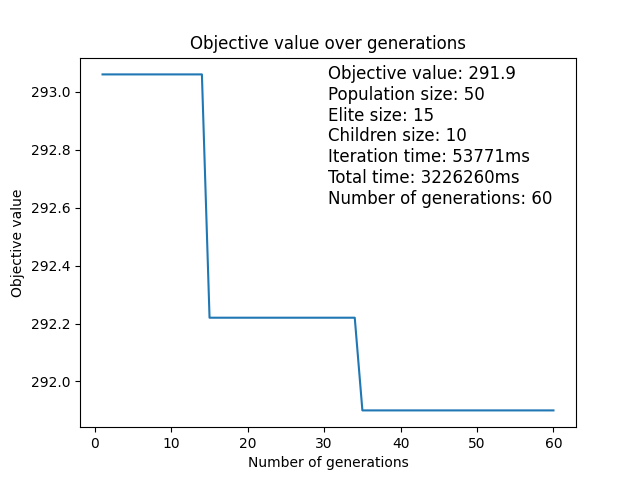 Objective value over generations
Objective value: 291.9
Population size: 50
Elite size: 15
Children size: 10
Iteration time: 53771ms
Total time: 3226260ms
Number of generations: 60
Objective value
293.0
292.8
292.6
292.4
292.2
292.0
0 10 20 30 40 50 60
Number of generations